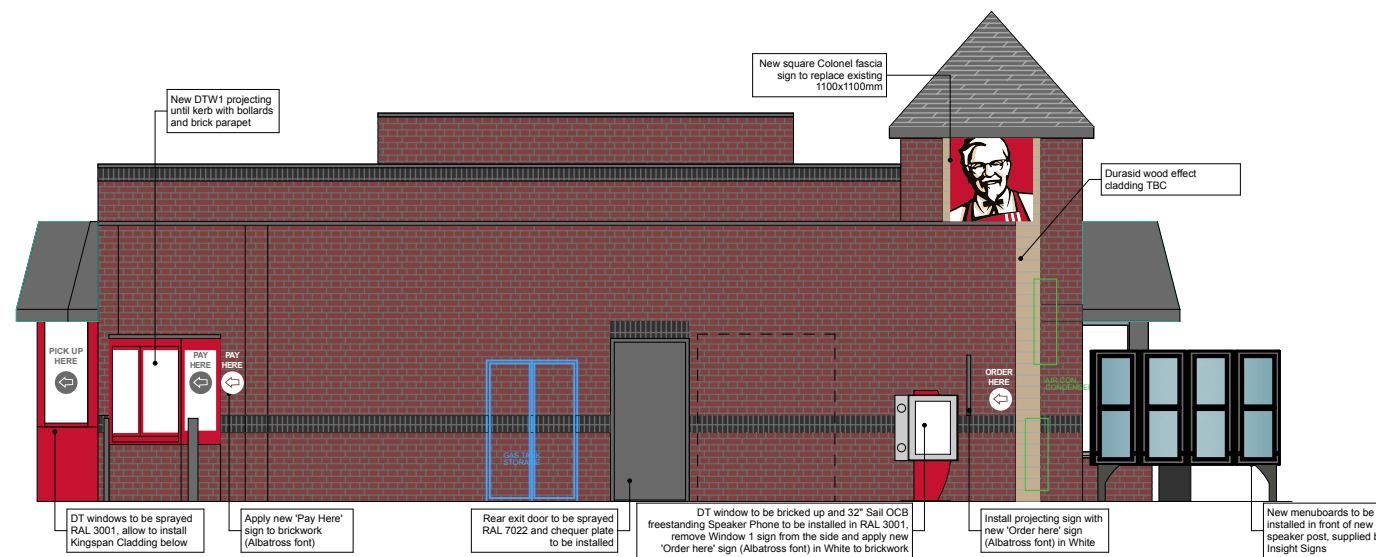 New square Colonel fascia
sign to replace existing
1100x1100mm
New DTW1 projecting
until kerb with bollards
and brick parapet
Durasid wood effect
cladding TBC
PICK UP
HERE
PAY
HERE
PAY
HERE
ORDER
HERE
AIR CON
CONDENSE
GAS TANK
STORAGE
DT windows to be sprayed
RAL 3001, allow to install
Kingspan Cladding below
Apply new 'Pay Here'
sign to brickwork
(Albatross font)
Rear exit door to be sprayed
RAL 7022 and chequer plate
to be installed
DT window to be bricked up and 32" Sail OCB
freestanding Speaker Phone to be installed in RAL 3001,
remove Window 1 sign from the side and apply new
'Order here' sign (Albatross font) in White to brickwork
Install projecting sign with
new 'Order here' sign
(Albatross font) in White
New menuboards to be
installed in front of new
speaker post, supplied b
Insight Signs